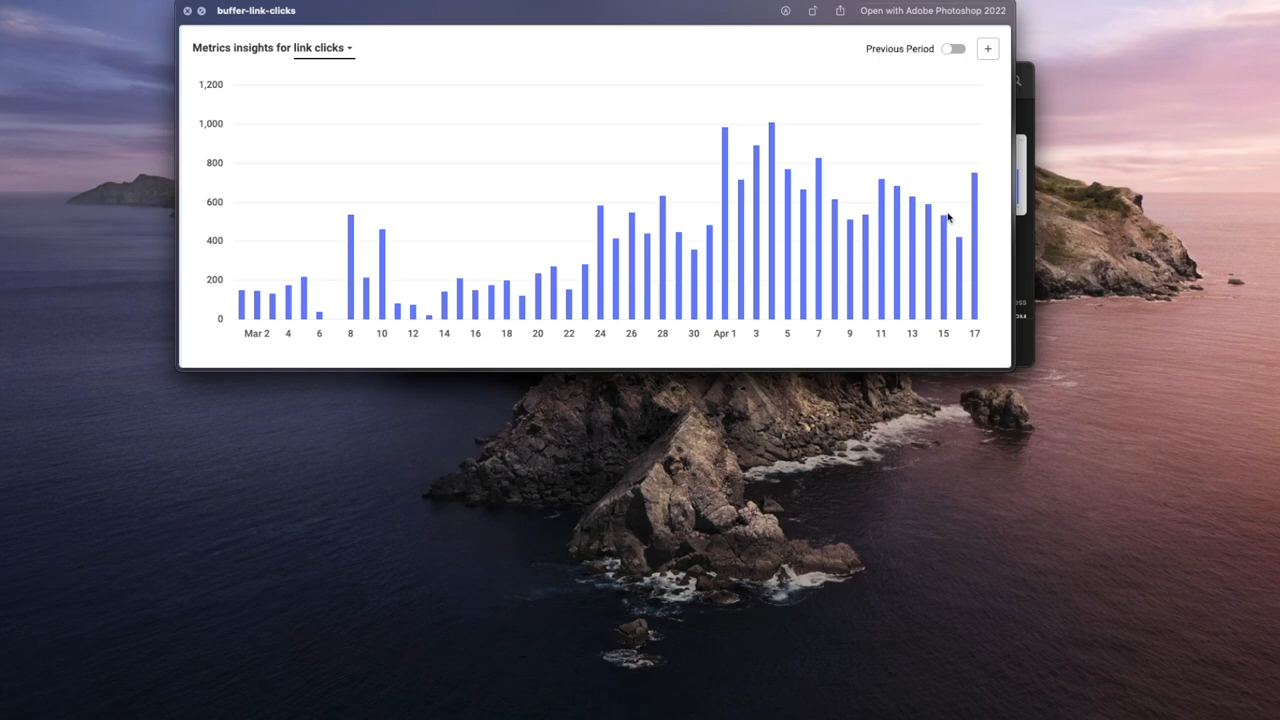 buffer-link-clicks
Open with Adobe Photoshop 2022
Metrics insights for link clicks
Previous Period
+
1,200
1,000
800
600
400
200
0
Mar 2 4 6 8 10 12 14 16 18 20 22 24 26 28 30 Apr 1 3 5 7 9 11 13 15 17